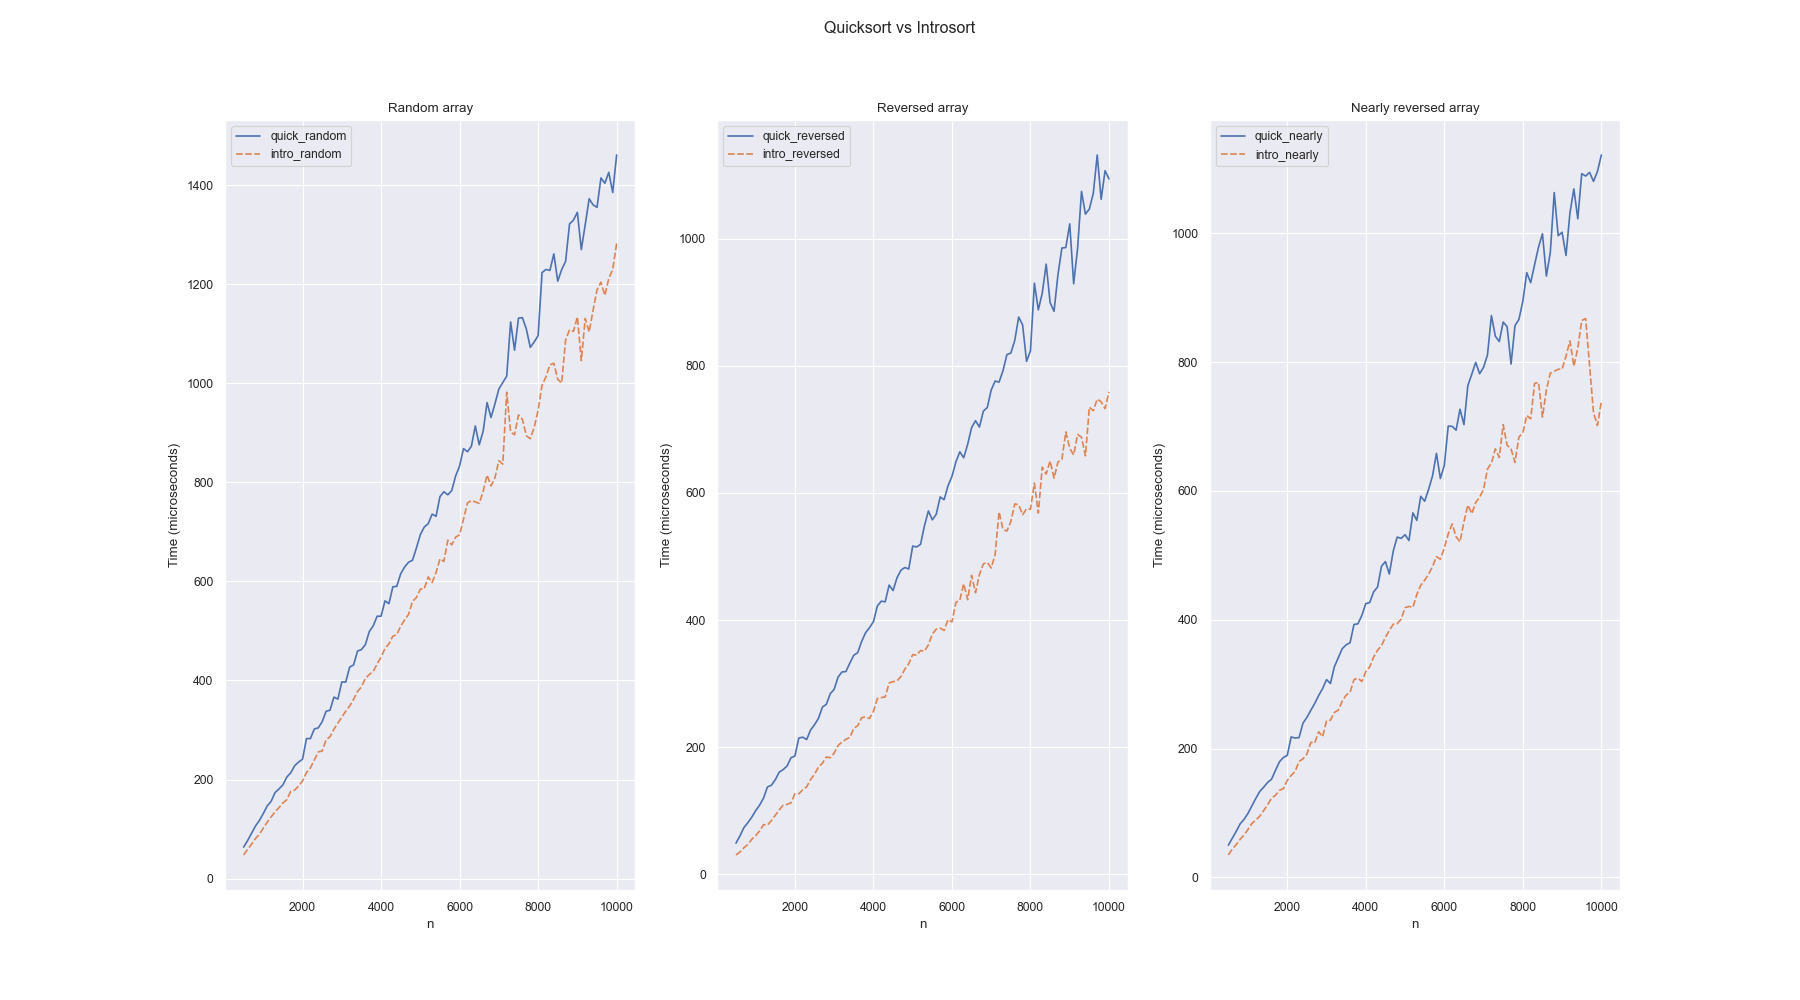 Quicksort vs Introsort
Random array
quick_random
intro_random
1400
1200
1000
800
600
400
200
0
Time (microseconds)
2000 4000 6000 8000 10000
n
Reversed array
quick_reversed
intro_reversed
1000
800
600
400
200
0
Time (microseconds)
2000 4000 6000 8000 10000
n
Nearly reversed array
quick_nearly
intro_nearly
1000
800
600
400
200
0
Time (microseconds)
2000 4000 6000 8000 10000
n